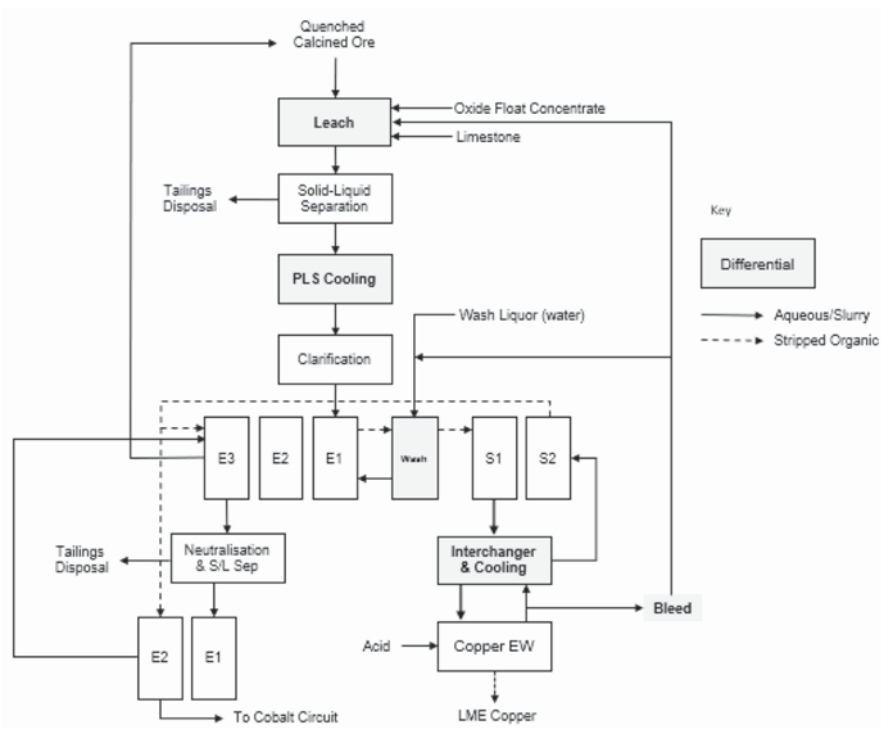 Quenched
Calcined Ore
Leach
Oxide Float Concentrate
Limestone
Tailings
Disposal
Solid-Liquid
Separation
Key
PLS Cooling
Differential
Wash Liquor (water)
Aqueous/Slurry
Stripped Organic
Clarification
E3
E2
E1
Wash
S1
S2
Tailings
Disposal
Neutralisation
& S/L Sep
Interchanger
& Cooling
Bleed
E2
E1
Acid
Copper EW
To Cobalt Circuit
LME Copper